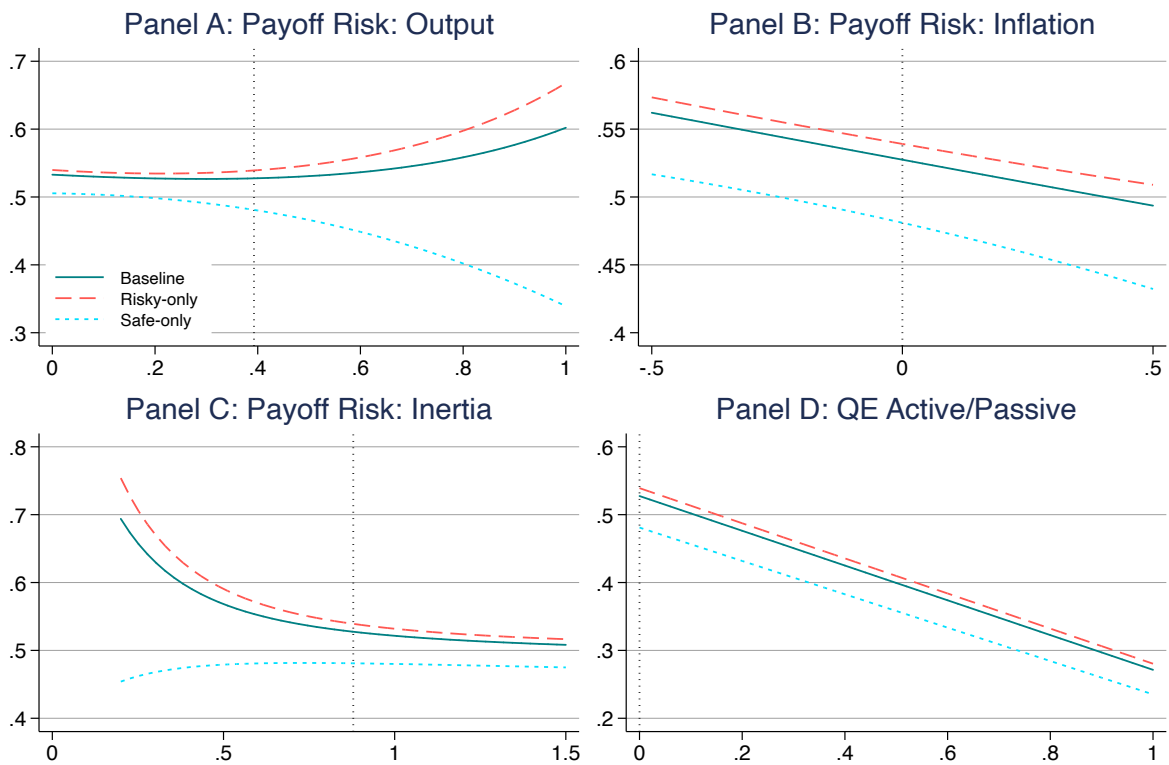 Panel A: Payoff Risk: Output
.7
.6
.5
.4
.3
Baseline
Risky-only
Safe-only
0 .2 .4 .6 .8 1
Panel B: Payoff Risk: Inflation
.6
.55
.5
.45
.4
-.5 0 .5
Panel C: Payoff Risk: Inertia
.8
.7
.6
.5
.4
0 .5 1 1.5
Panel D: QE Active/Passive
.6
.5
.4
.3
.2
0 .2 .4 .6 .8 1